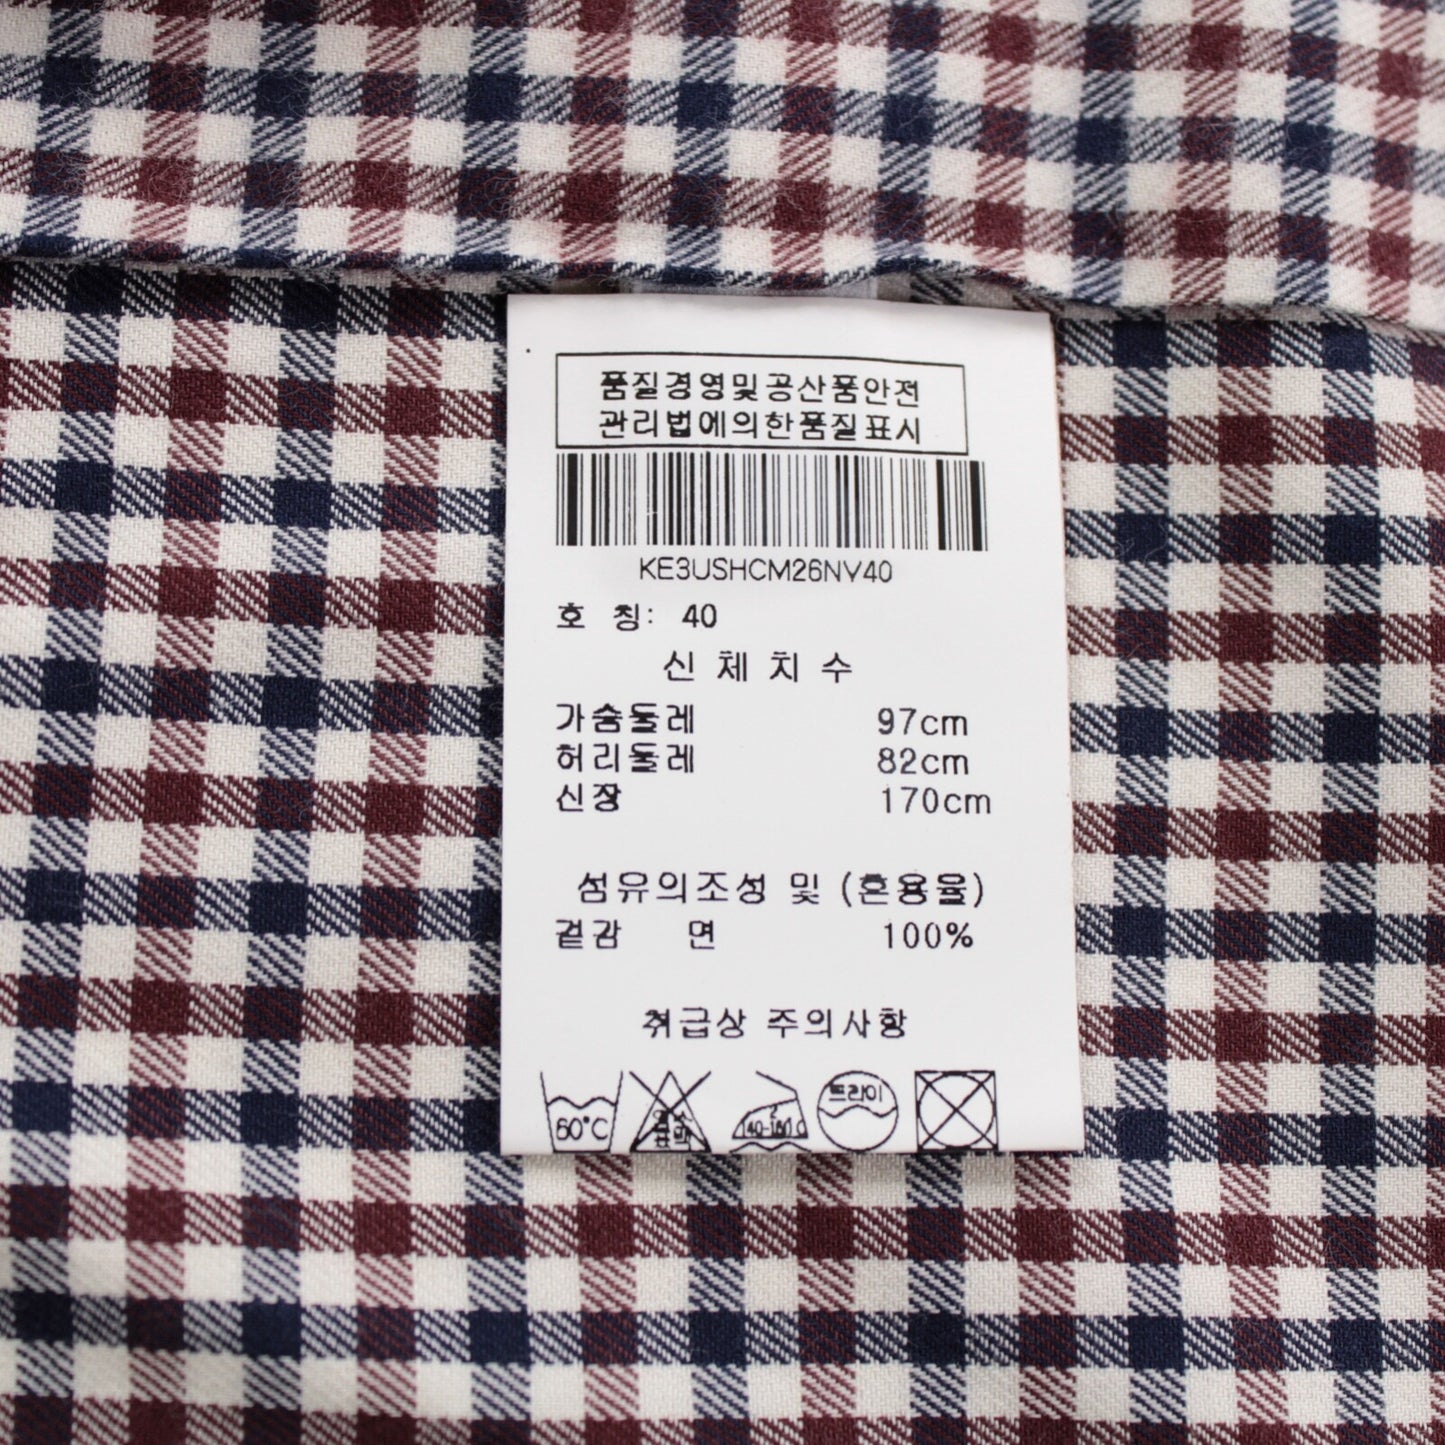 품질경영및공산품안전
관리법에의한품질표시
KE3USHCM26NY40
호 칭: 40
신 체 치 수
가슴둘레 97cm
허리둘레 82cm
신장 170cm
섬유의조성 및 (혼용율)
겉감 면 100%
취급상 주의사항
60°C 드라이